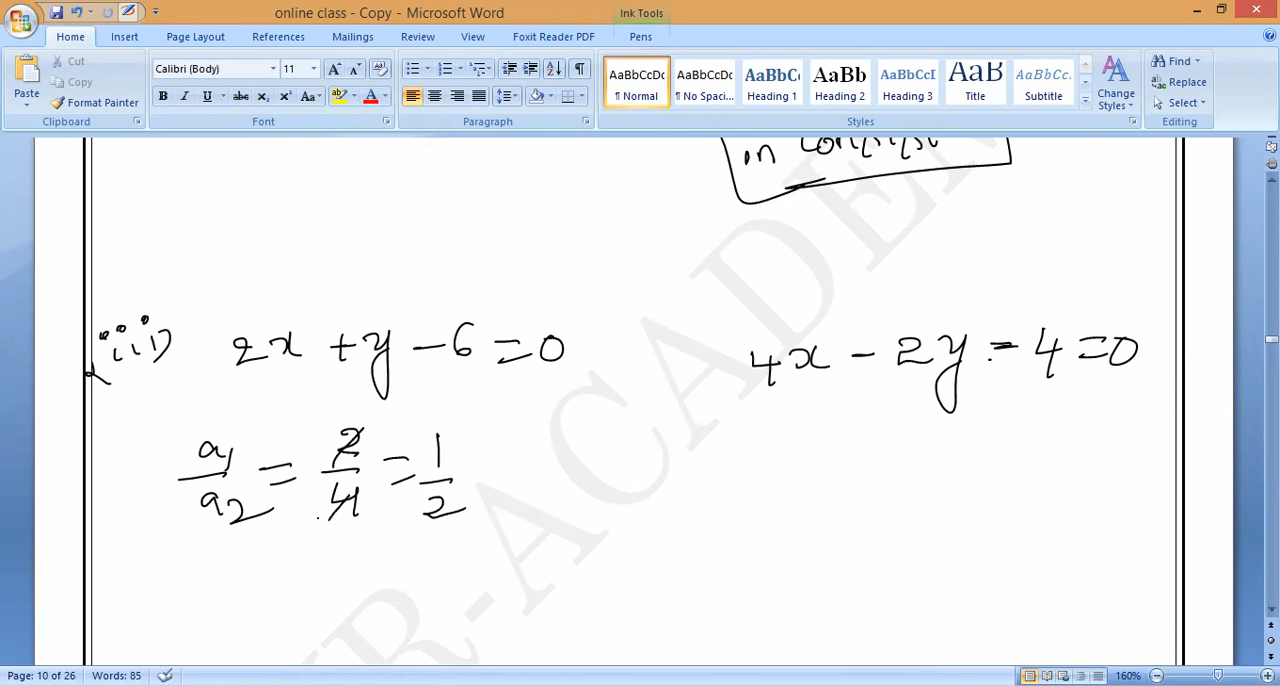 online class - Copy - Microsoft Word
Ink Tools
Home Insert Page Layout References Mailings Review View Foxit Reader PDF Pens
Paste
Cut
Copy
Format Painter
Clipboard
Calibri (Body) 11
Font
Paragraph
AaBbCcDc AaBbCcDc AaBbC AaBb AaBbCcI AaB AaBbCc.
¶ Normal ¶ No Spaci... Heading 1 Heading 2 Heading 3 Title Subtitle
Change Styles
Styles
Find
Replace
Select
Editing
in
(iii) 2x + y - 6 = 0 4x - 2y - 4 = 0
a1/a2 = 2/4 = 1/2
R-ACADEM
Page: 10 of 26 Words: 85 160%